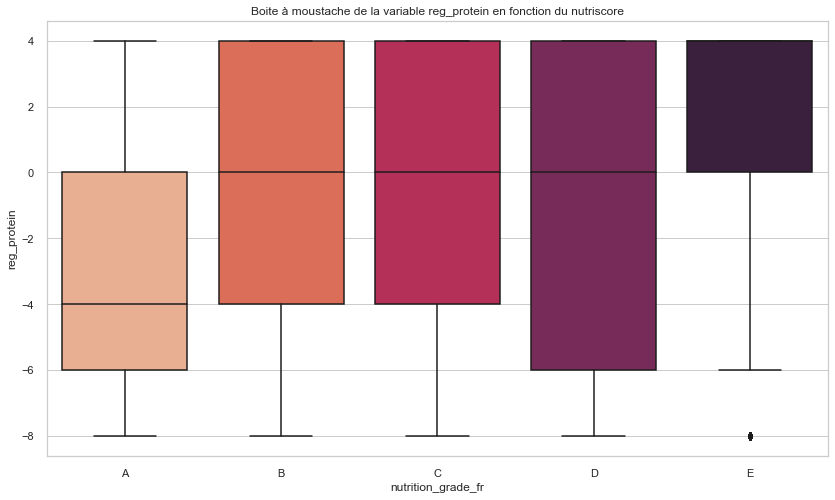 Boite à moustache de la variable reg_protein en fonction du nutriscore
4
2
0
−2
−4
−6
−8
reg_protein
A B C D E
nutrition_grade_fr